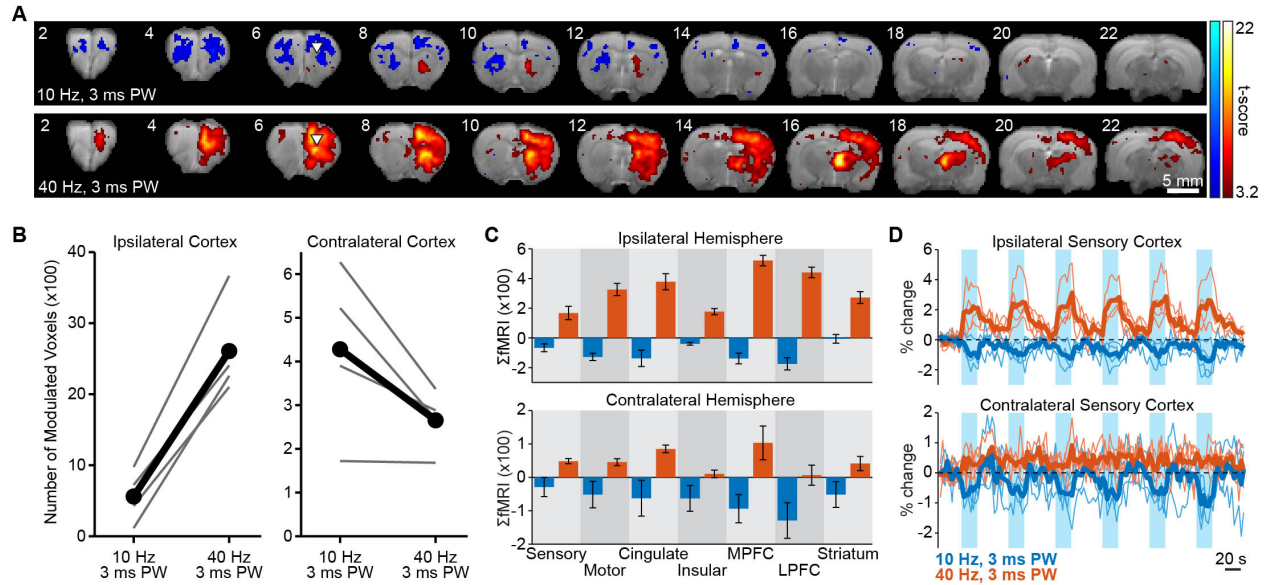 A
2 4 6 8 10 12 14 16 18 20 22
10 Hz, 3 ms PW
2 4 6 8 10 12 14 16 18 20 22
40 Hz, 3 ms PW
5 mm
22
t-score
3.2
B
Ipsilateral Cortex
Contralateral Cortex
Number of Modulated Voxels (x100)
40
30
20
10
0
6
5
4
3
2
1
0
10 Hz 40 Hz
3 ms PW 3 ms PW
10 Hz 40 Hz
3 ms PW 3 ms PW
C
Ipsilateral Hemisphere
ΣfMRI (x100)
6
4
2
0
-2
Contralateral Hemisphere
ΣfMRI (x100)
2
1
0
-1
-2
Sensory Cingulate MPFC Striatum
Motor Insular LPFC
D
Ipsilateral Sensory Cortex
% change
6
4
2
0
-2
Contralateral Sensory Cortex
% change
2
1
0
-1
-2
10 Hz, 3 ms PW
40 Hz, 3 ms PW
20 s